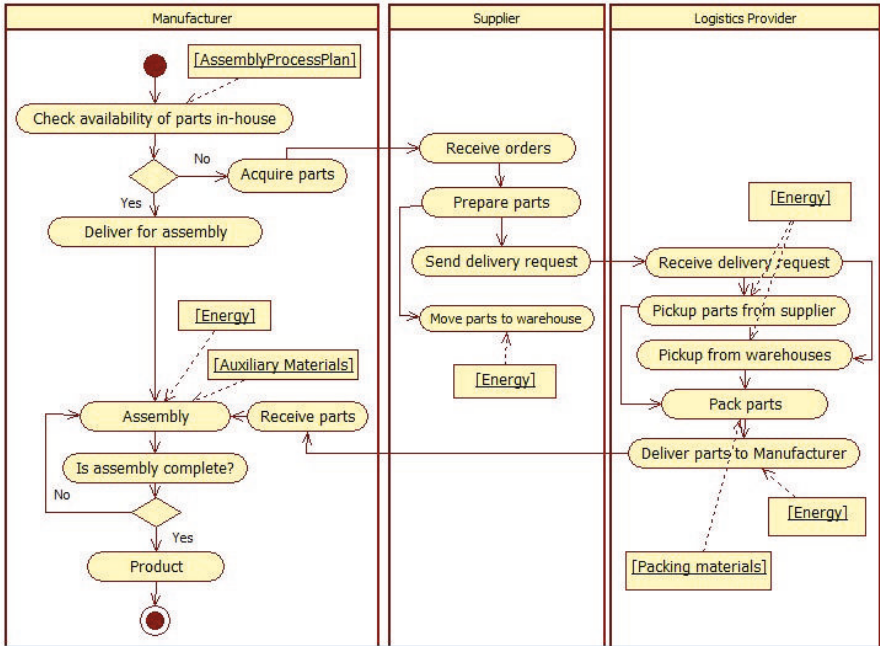 Manufacturer
Supplier
Logistics Provider
[AssemblyProcessPlan]
Check availability of parts in-house
No
Acquire parts
Yes
Deliver for assembly
[Energy]
[Auxiliary Materials]
Assembly
Receive parts
Is assembly complete?
No
Yes
Product
Receive orders
Prepare parts
Send delivery request
Move parts to warehouse
[Energy]
[Energy]
Receive delivery request
Pickup parts from supplier
Pickup from warehouses
Pack parts
Deliver parts to Manufacturer
[Energy]
[Packing materials]